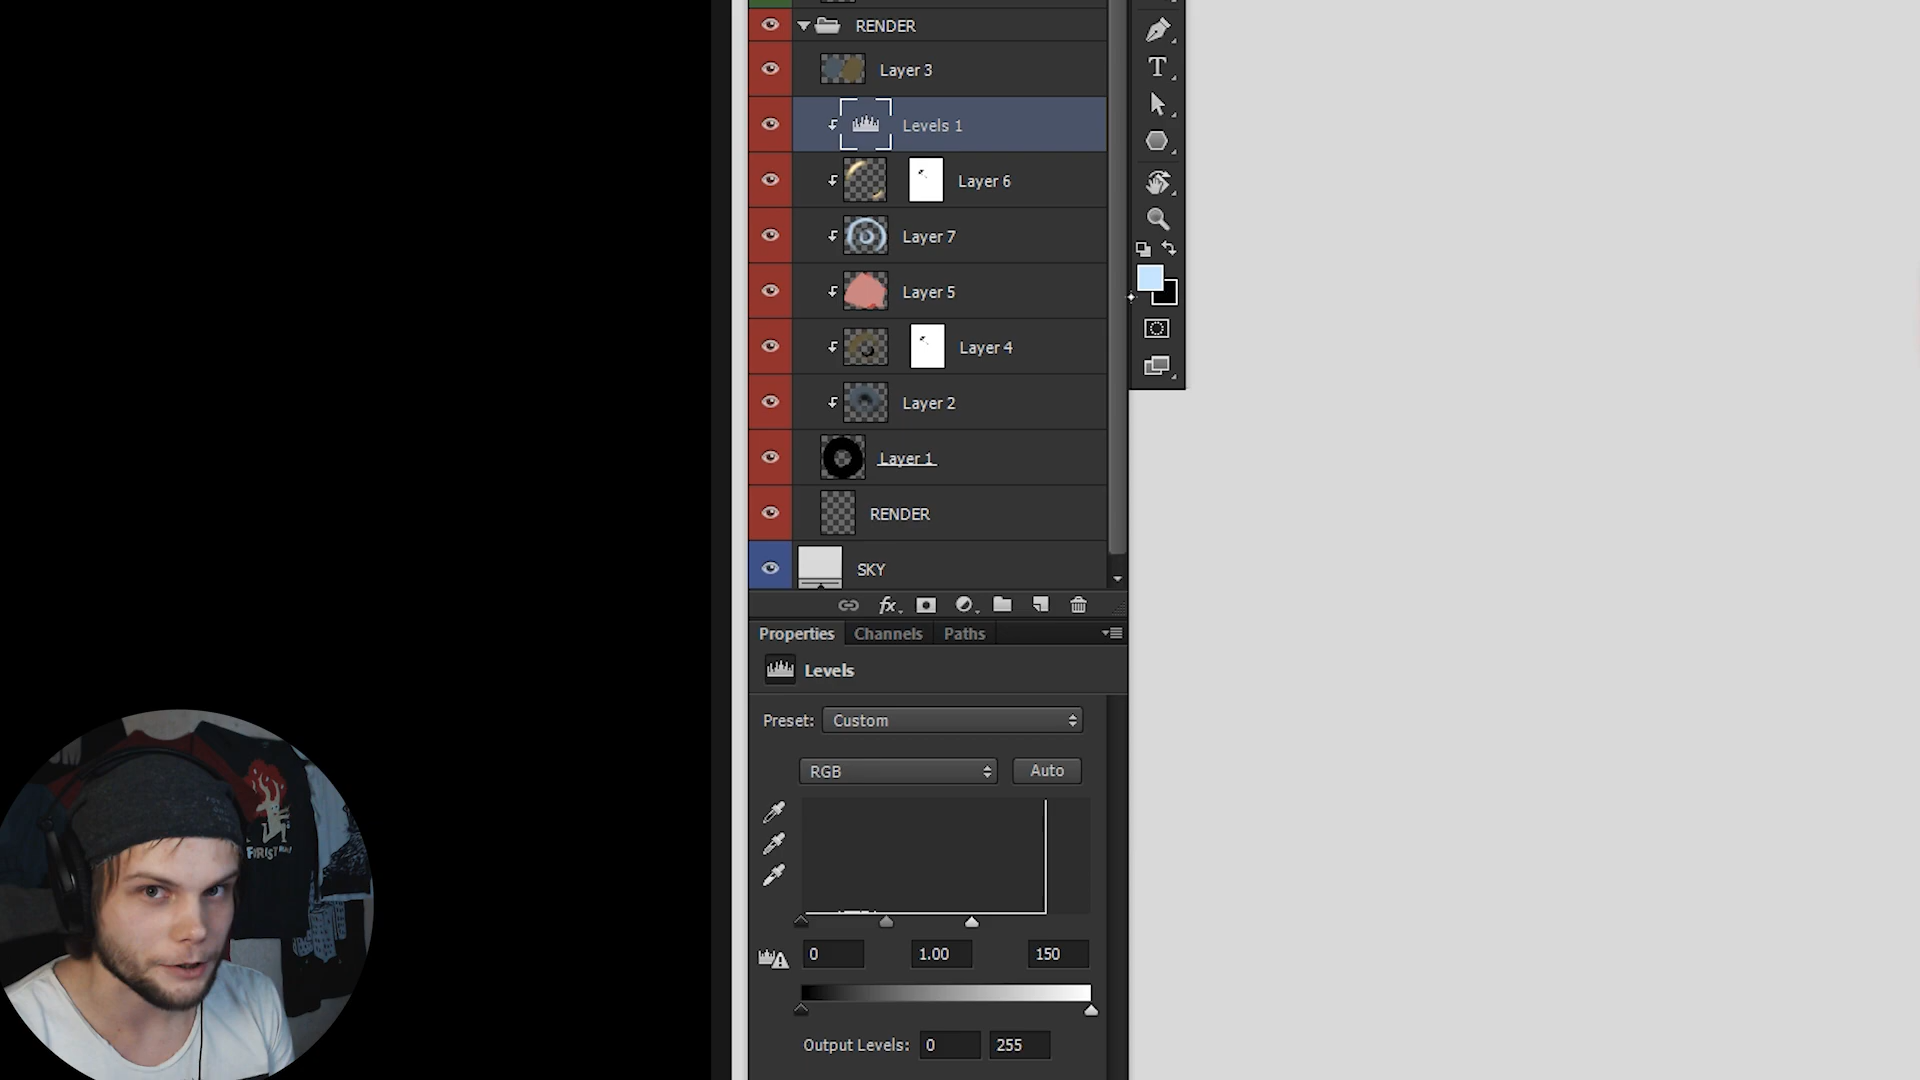 RENDER
Layer 3
Levels 1
Layer 6
Layer 7
Layer 5
Layer 4
Layer 2
Layer 1
RENDER
SKY
fx
Properties Channels Paths
Levels
Preset: Custom
RGB Auto
0 1.00 150
Output Levels: 0 255